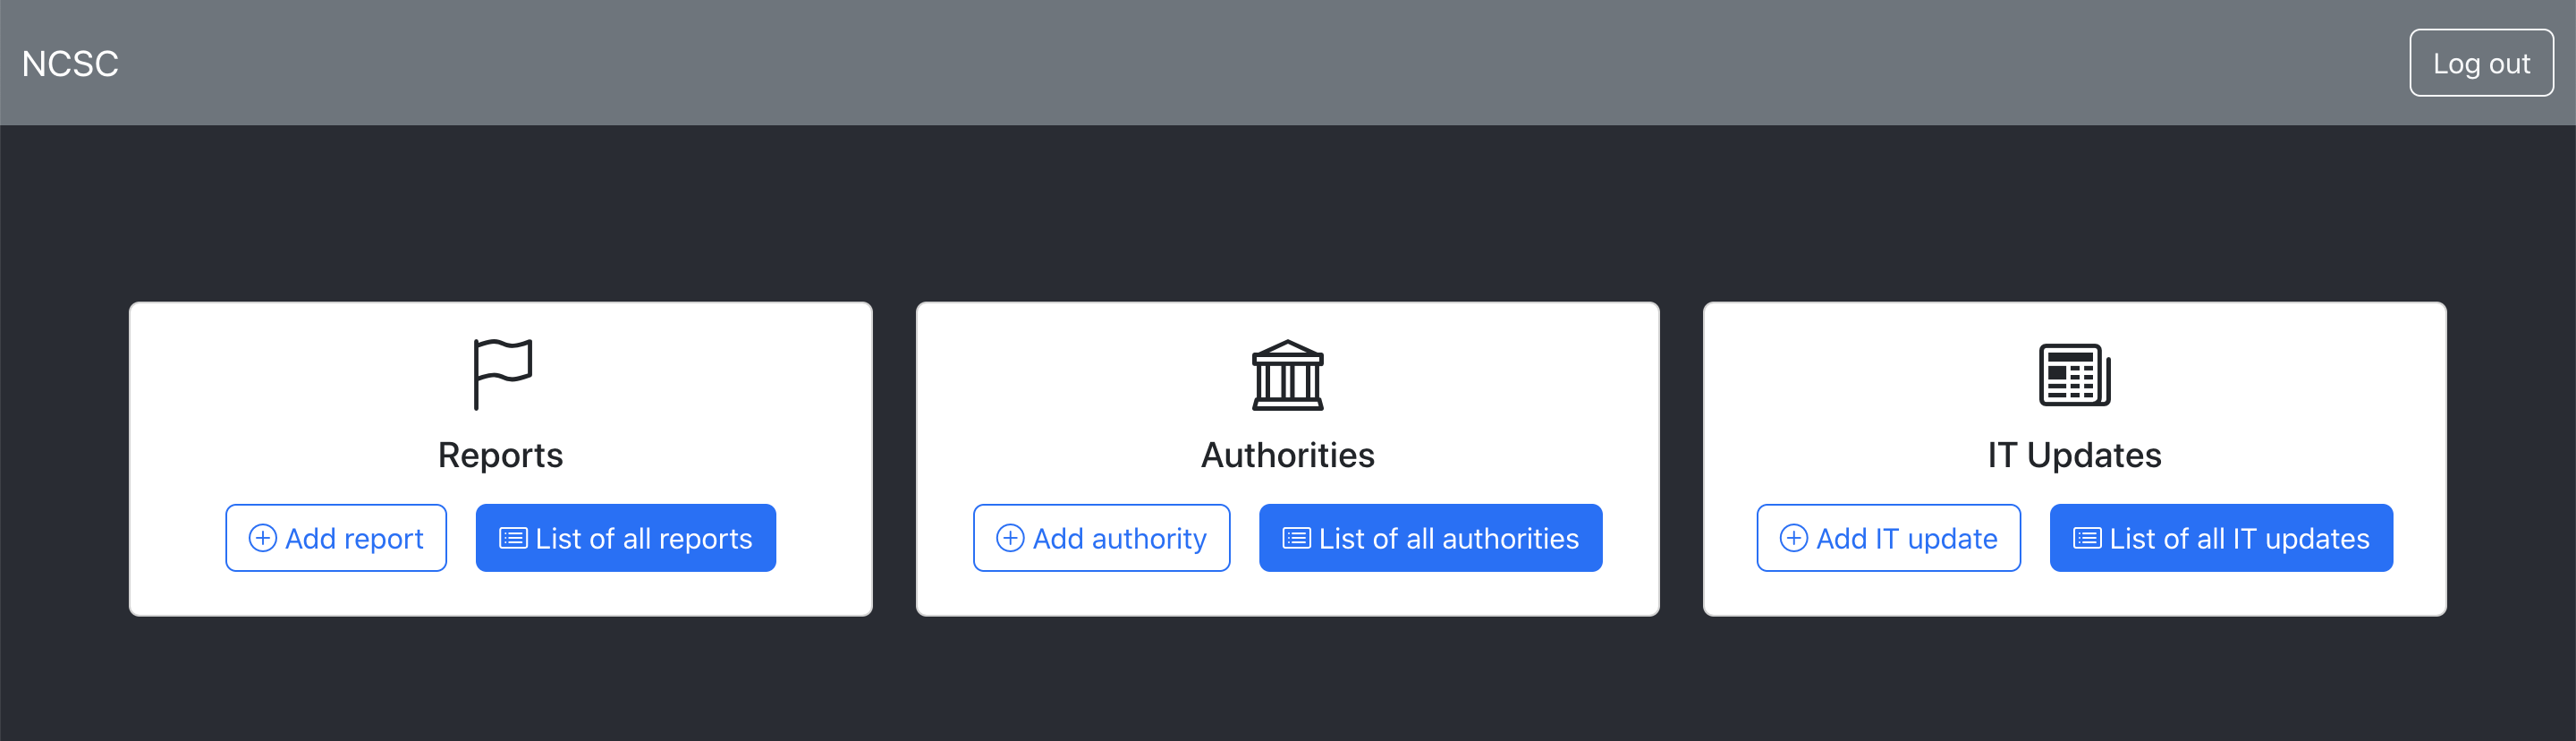 NCSC
Log out
Reports
Add report
List of all reports
Authorities
Add authority
List of all authorities
IT Updates
Add IT update
List of all IT updates